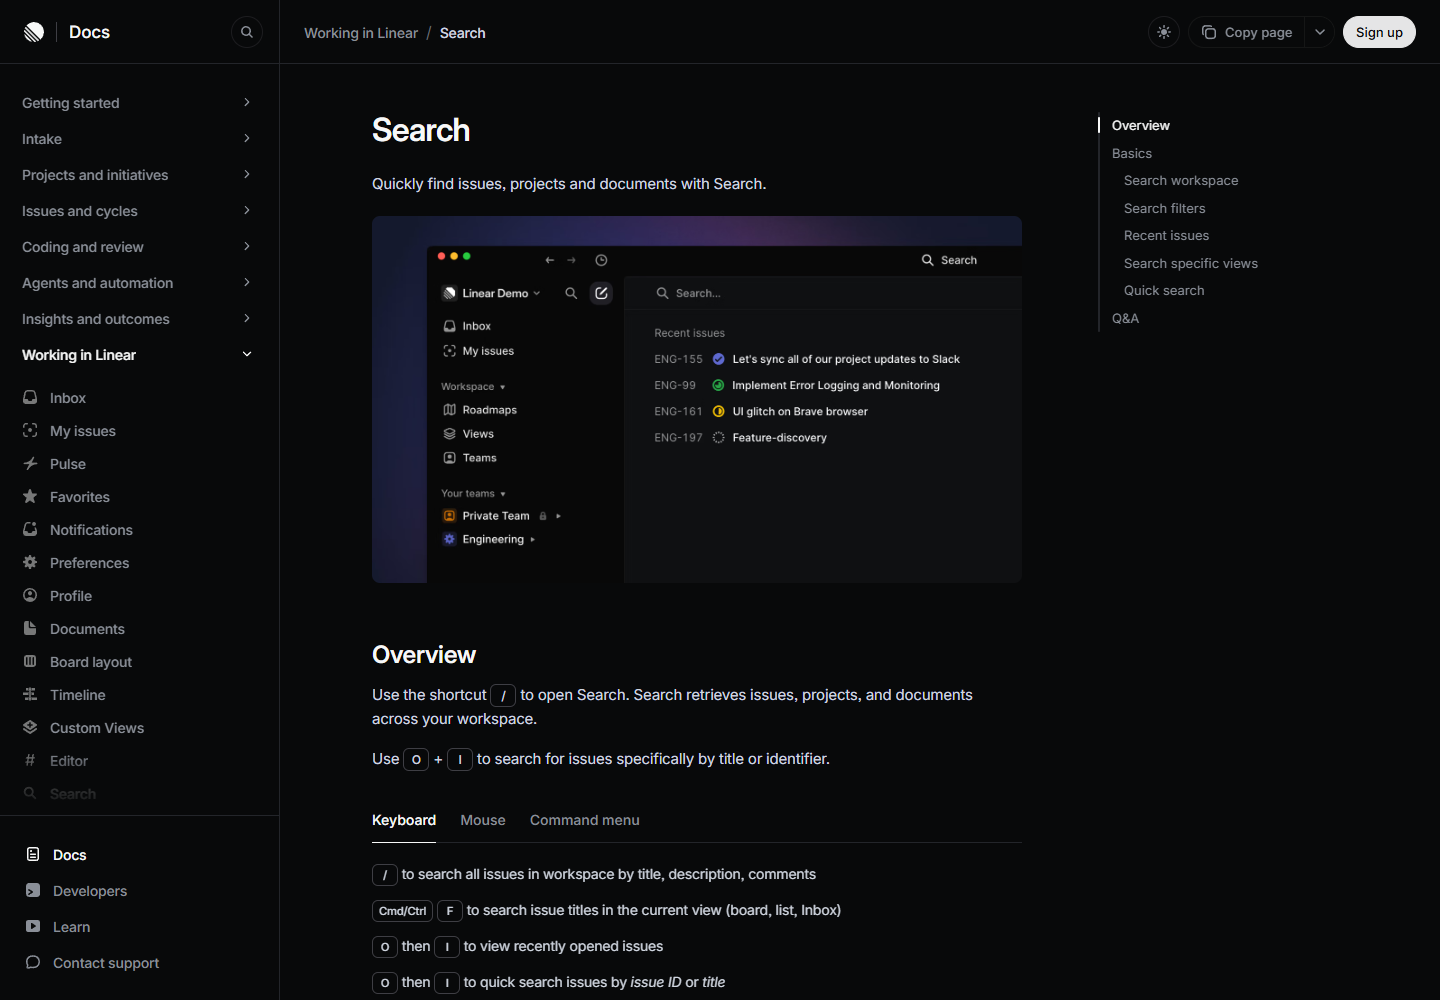 Docs
Working in Linear / Search
Copy page
Sign up
Getting started
Intake
Projects and initiatives
Issues and cycles
Coding and review
Agents and automation
Insights and outcomes
Working in Linear
Inbox
My issues
Pulse
Favorites
Notifications
Preferences
Profile
Documents
Board layout
Timeline
Custom Views
# Editor
Search
Docs
Developers
Learn
Contact support
Search
Quickly find issues, projects and documents with Search.
Search
Linear Demo
Search...
Inbox
My issues
Workspace
Roadmaps
Views
Teams
Your teams
Private Team
Engineering
Recent issues
ENG-155 Let's sync all of our project updates to Slack
ENG-99 Implement Error Logging and Monitoring
ENG-161 UI glitch on Brave browser
ENG-197 Feature-discovery
Overview
Use the shortcut / to open Search. Search retrieves issues, projects, and documents
across your workspace.
Use O + I to search for issues specifically by title or identifier.
Keyboard Mouse Command menu
/ to search all issues in workspace by title, description, comments
Cmd/Ctrl F to search issue titles in the current view (board, list, Inbox)
O then I to view recently opened issues
O then I to quick search issues by issue ID or title
Overview
Basics
Search workspace
Search filters
Recent issues
Search specific views
Quick search
Q&A